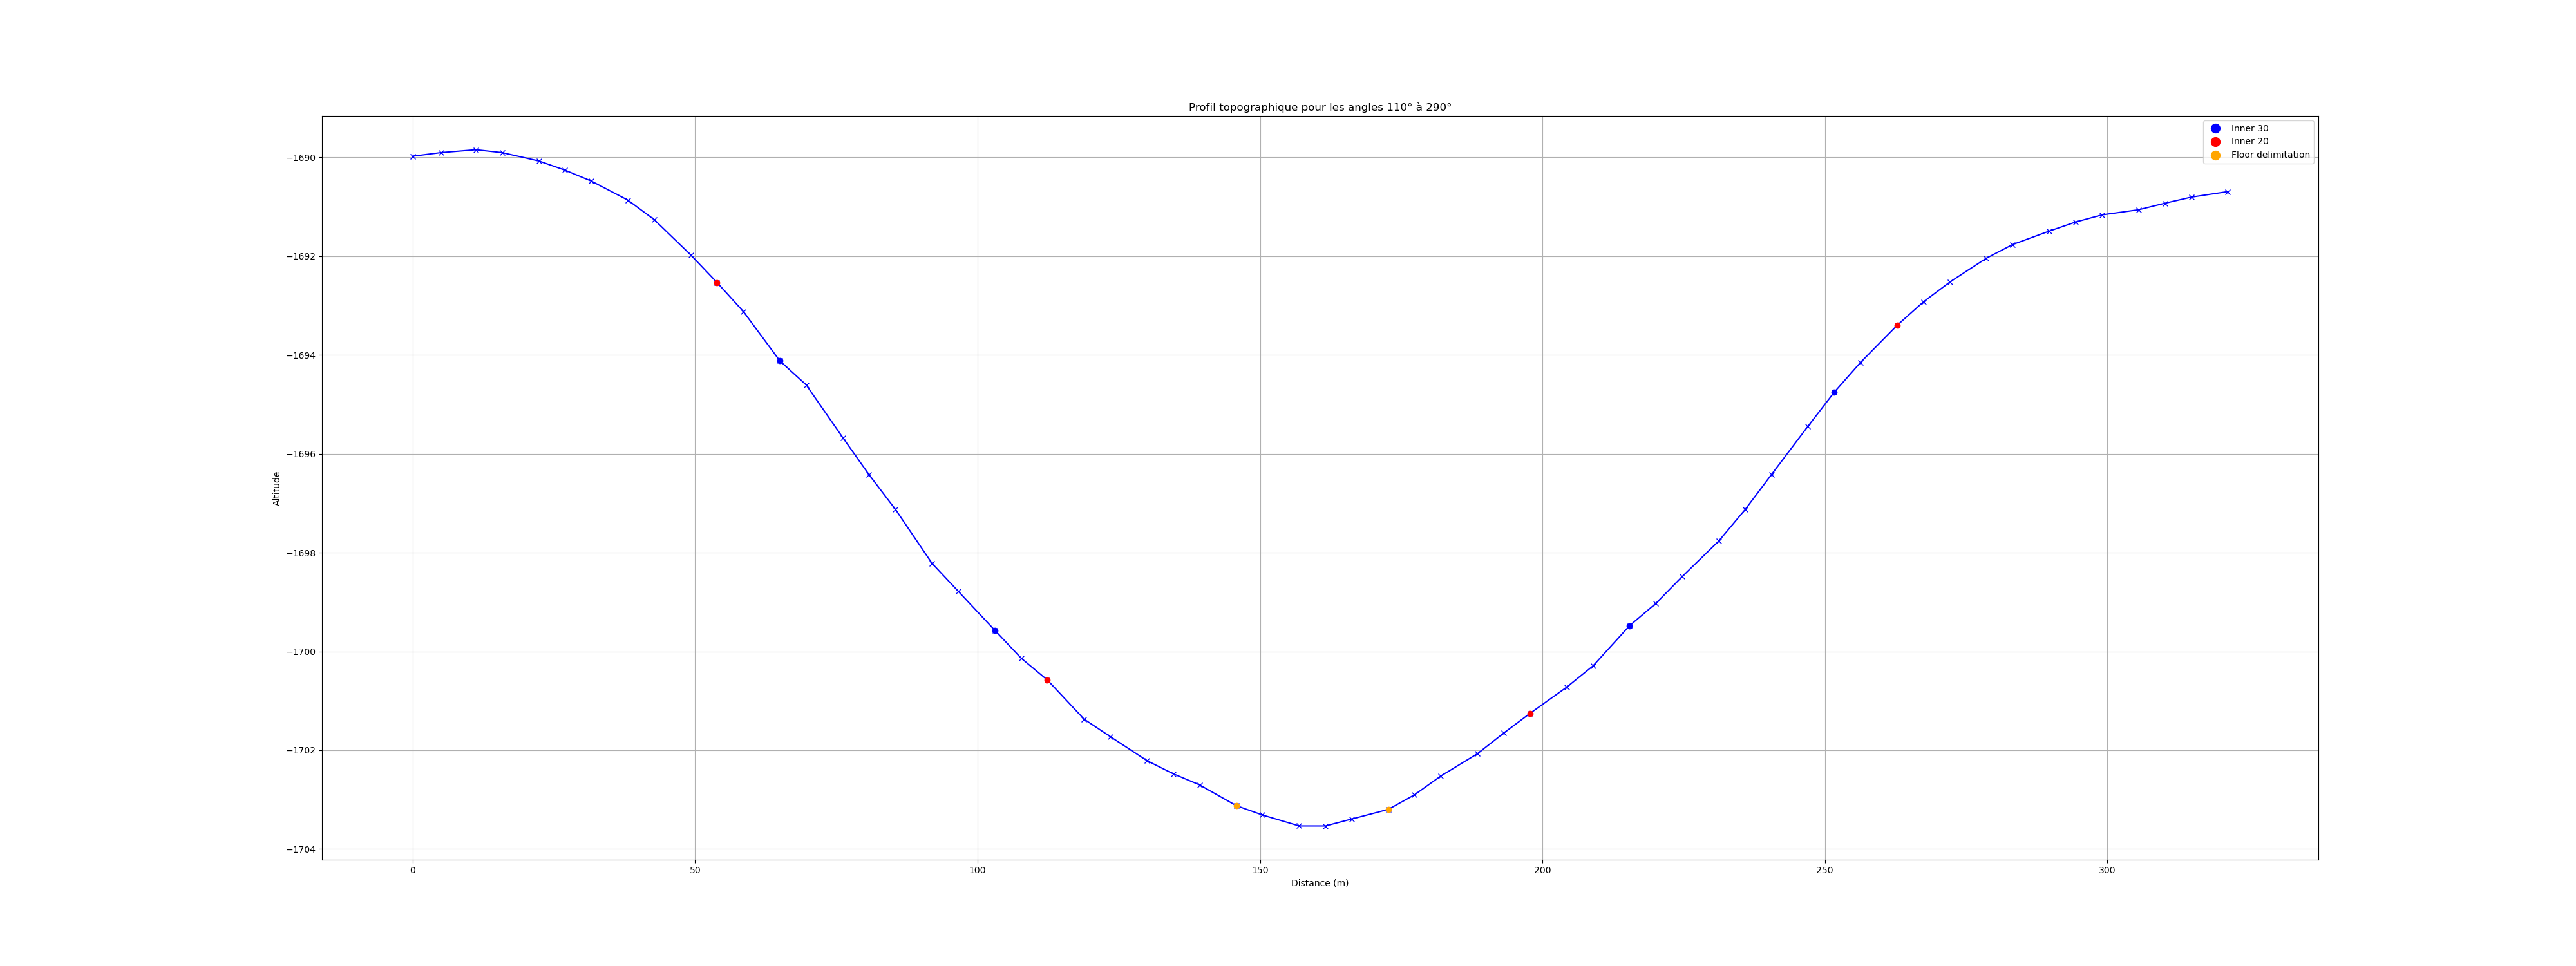 Profil topographique pour les angles 110° à 290°
Inner 30
Inner 20
Floor delimitation
−1690
−1692
−1694
−1696
−1698
−1700
−1702
−1704
Altitude
0 50 100 150 200 250 300
Distance (m)